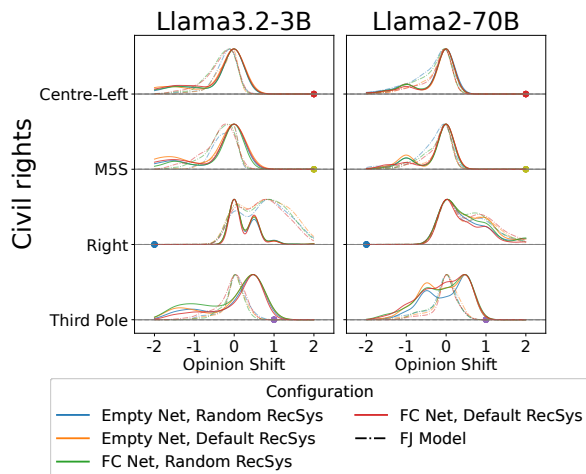 Llama3.2-3B Llama2-70B
Civil rights
Centre-Left
M5S
Right
Third Pole
-2 -1 0 1 2 -2 -1 0 1 2
Opinion Shift Opinion Shift
Configuration
Empty Net, Random RecSys FC Net, Default RecSys
Empty Net, Default RecSys FJ Model
FC Net, Random RecSys